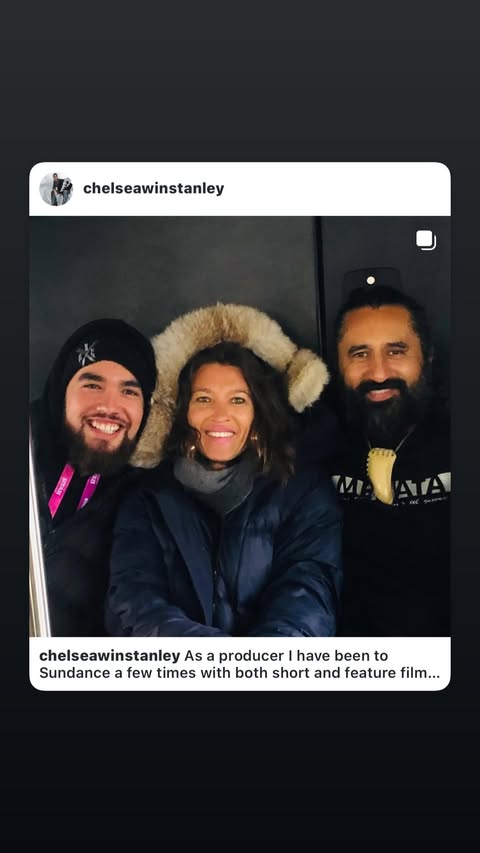 chelseawinstanley
chelseawinstanley As a producer I have been to
Sundance a few times with both short and feature film...